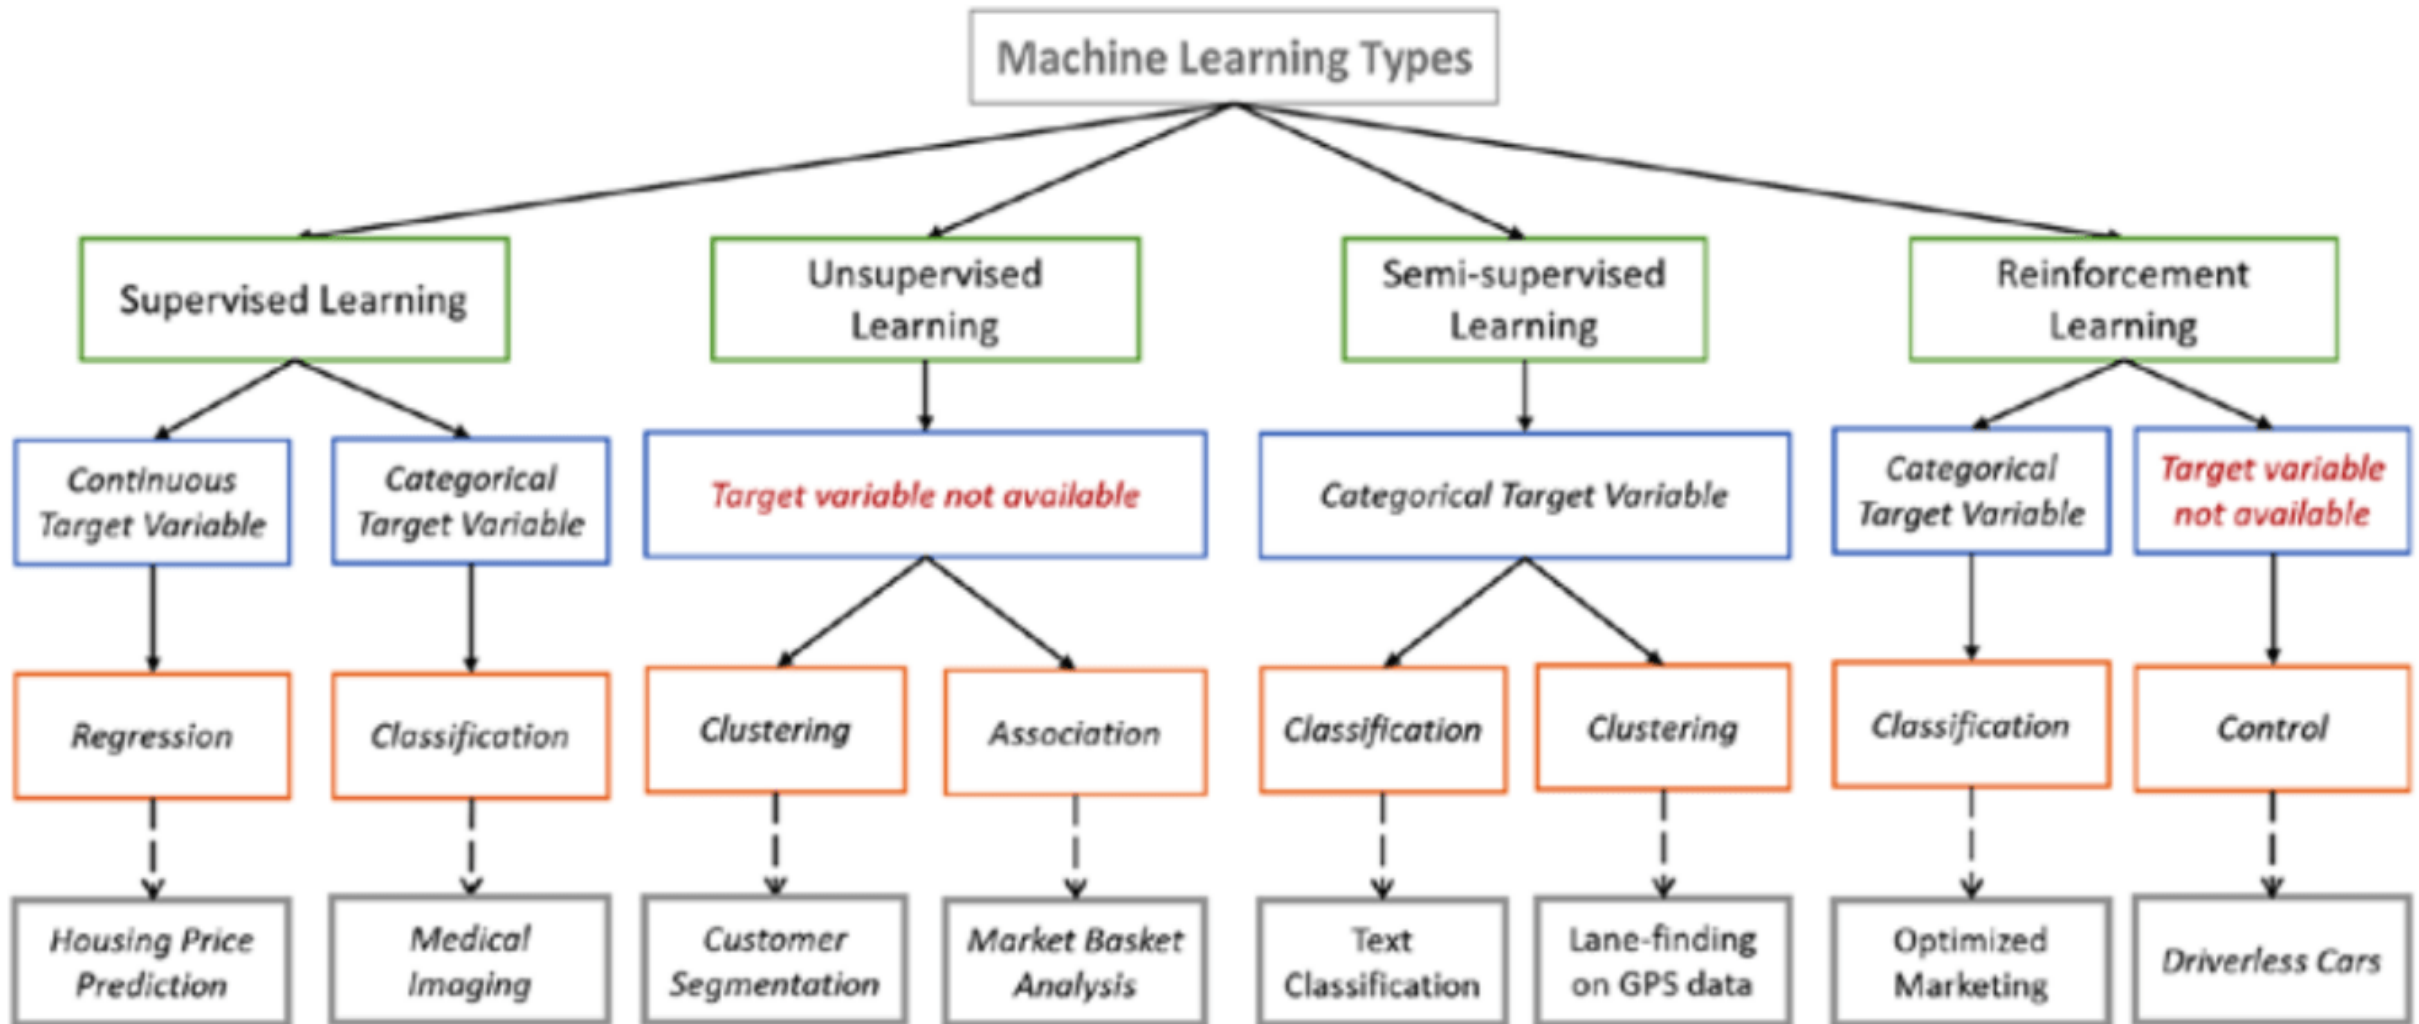 Machine Learning Types
Supervised Learning
Unsupervised
Learning
Semi-supervised
Learning
Reinforcement
Learning
Continuous
Target Variable
Categorical
Target Variable
Target variable not available
Categorical Target Variable
Categorical
Target Variable
Target variable
not available
Regression
Classification
Clustering
Association
Classification
Clustering
Classification
Control
Housing Price
Prediction
Medical
Imaging
Customer
Segmentation
Market Basket
Analysis
Text
Classification
Lane-finding
on GPS data
Optimized
Marketing
Driverless Cars